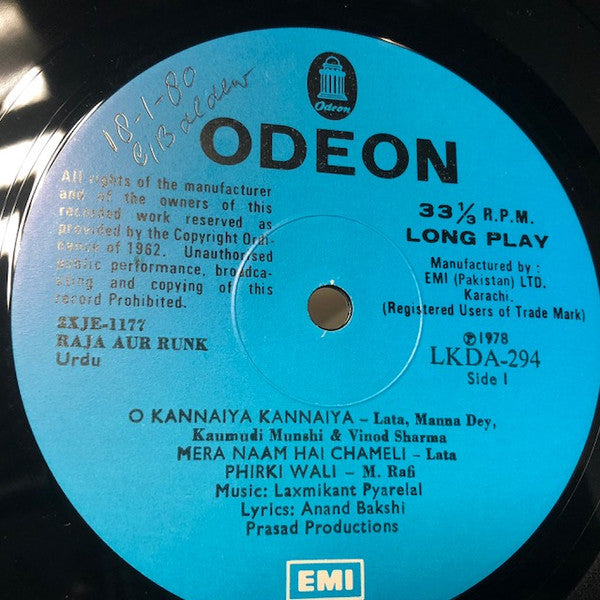 18-1-80
Odeon
ODEON
All rights of the manufacturer
and of the owners of this
recorded work reserved as
provided by the Copyright Ordi-
nance of 1962. Unauthorised
public performance, broadca-
sting and copying of this
record Prohibited.
2XJE-1177
RAJA AUR RUNK
Urdu
33 1/3 R.P.M.
LONG PLAY
Manufactured by :
EMI (Pakistan) LTD.
Karachi.
(Registered Users of Trade Mark)
℗1978
LKDA-294
Side 1
O KANNAIYA KANNAIYA – Lata, Manna Dey,
Kaumudi Munshi & Vinod Sharma
MERA NAAM HAI CHAMELI – Lata
PHIRKI WALI – M. Rafi
Music: Laxmikant Pyarelal
Lyrics: Anand Bakshi
Prasad Productions
EMI